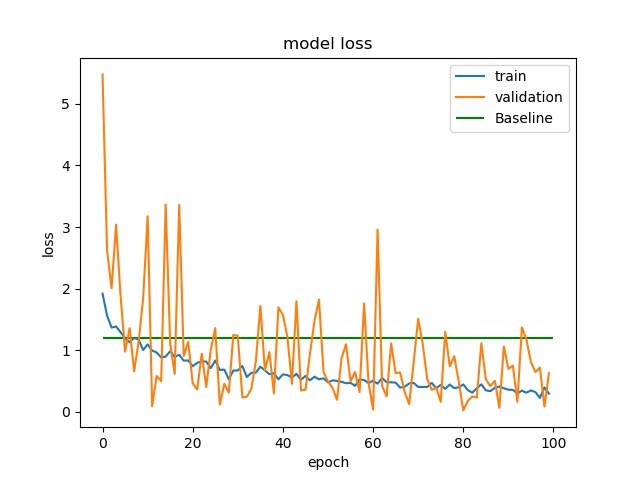 model loss
train
validation
Baseline
5
4
3
2
1
0
loss
0 20 40 60 80 100
epoch